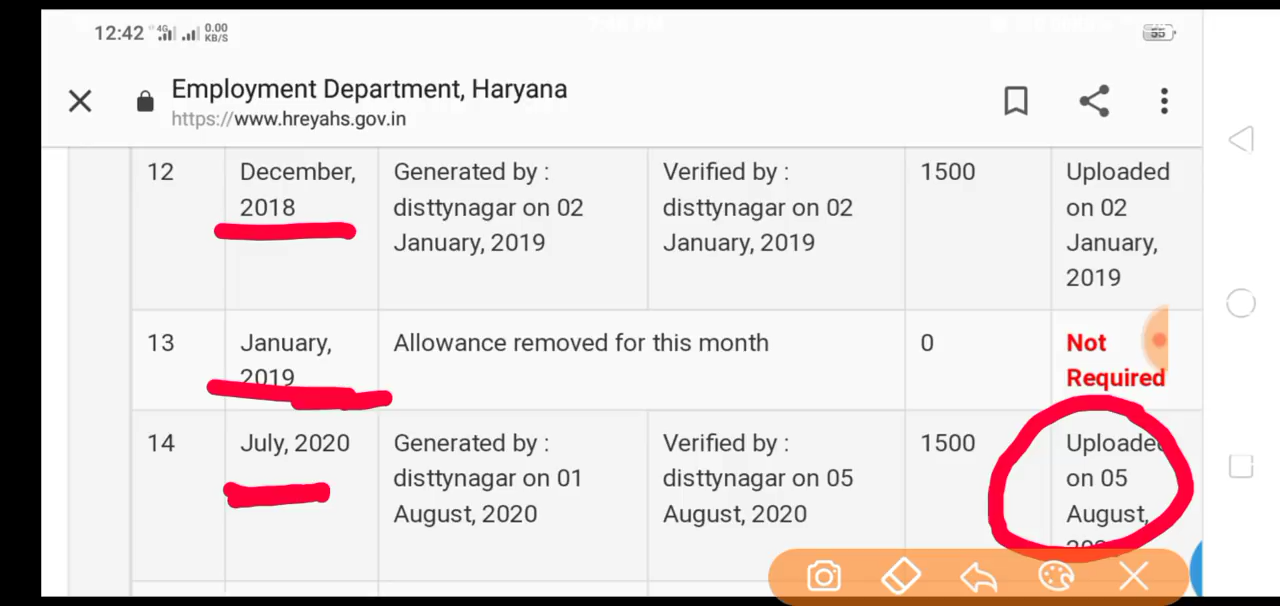 12:42 4G 0.00 KB/S 55
Employment Department, Haryana
https://www.hreyahs.gov.in
12 December, 2018 Generated by : disttynagar on 02 January, 2019 Verified by : disttynagar on 02 January, 2019 1500 Uploaded on 02 January, 2019
13 January, 2019 Allowance removed for this month 0 Not Required
14 July, 2020 Generated by : disttynagar on 01 August, 2020 Verified by : disttynagar on 05 August, 2020 1500 Uploaded on 05 August,